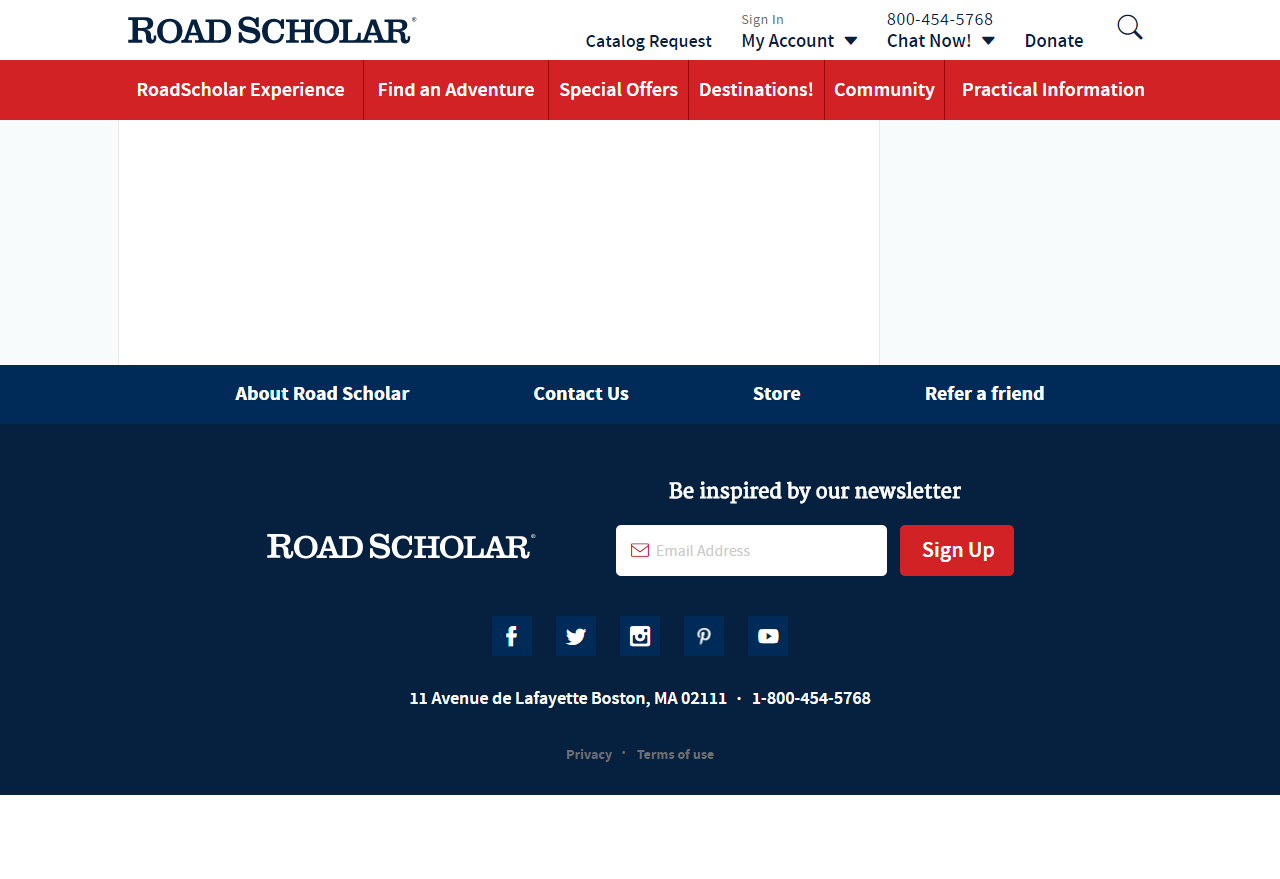 ROAD SCHOLAR®
Catalog Request
Sign In
My Account
800-454-5768
Chat Now!
Donate
RoadScholar Experience
Find an Adventure
Special Offers
Destinations!
Community
Practical Information
About Road Scholar
Contact Us
Store
Refer a friend
ROAD SCHOLAR®
Be inspired by our newsletter
Email Address
Sign Up
11 Avenue de Lafayette Boston, MA 02111 · 1-800-454-5768
Privacy · Terms of use